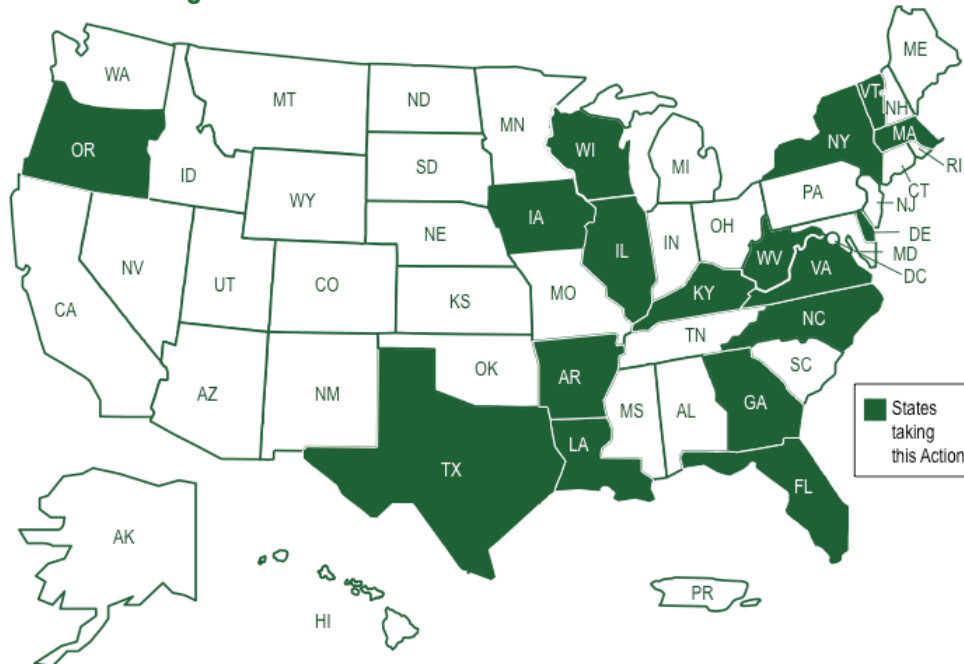 ME
WA
MT
ND
MN
VT
NH
OR
WI
NY
MA
ID
SD
MI
RI
WY
PA
CT
IA
NJ
NE
OH
DE
NV
IL
IN
WV
MD
UT
CO
VA
DC
CA
KS
MO
KY
NC
TN
OK
SC
AZ
NM
AR
MS
AL
GA
States
taking
this Action
LA
TX
FL
AK
PR
HI